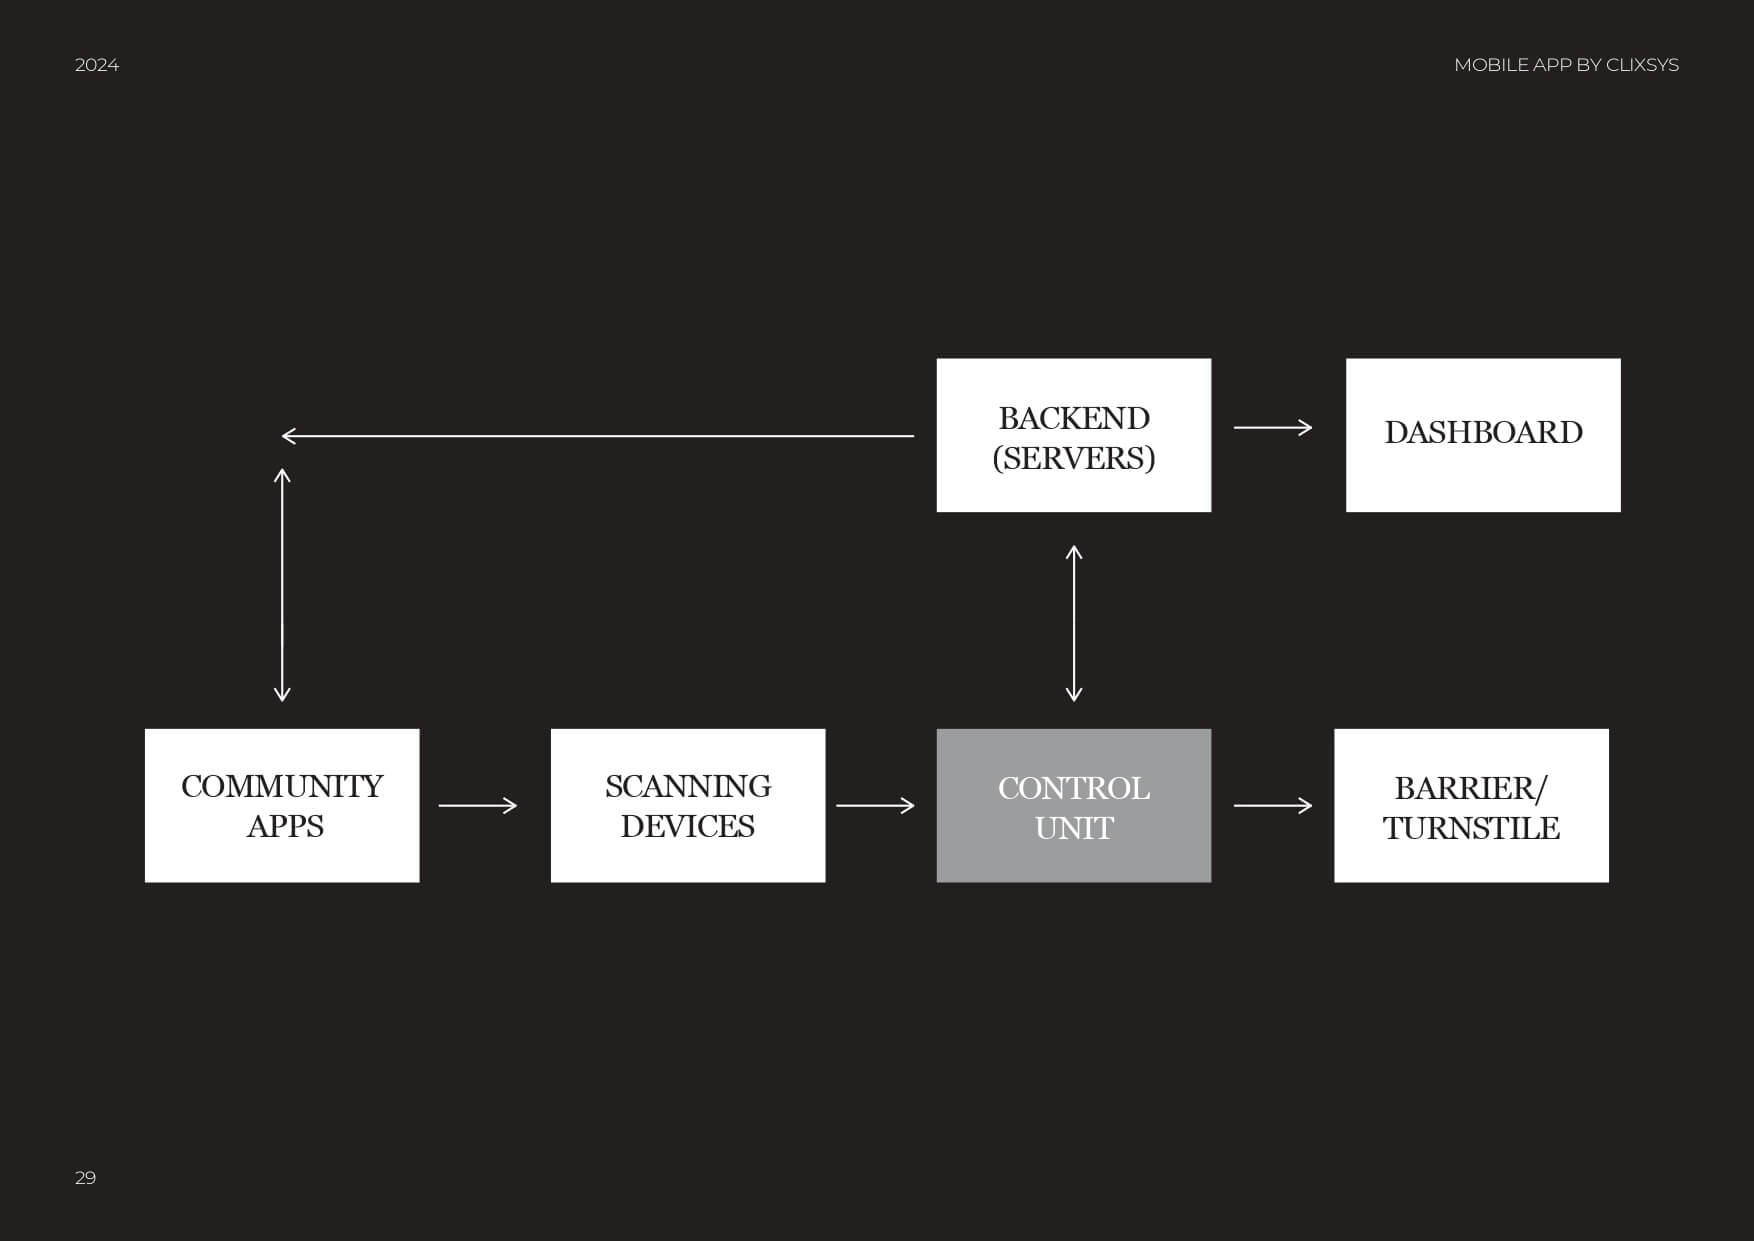 2024
MOBILE APP BY CLIXSYS
BACKEND
(SERVERS)
DASHBOARD
COMMUNITY
APPS
SCANNING
DEVICES
CONTROL
UNIT
BARRIER/
TURNSTILE
29